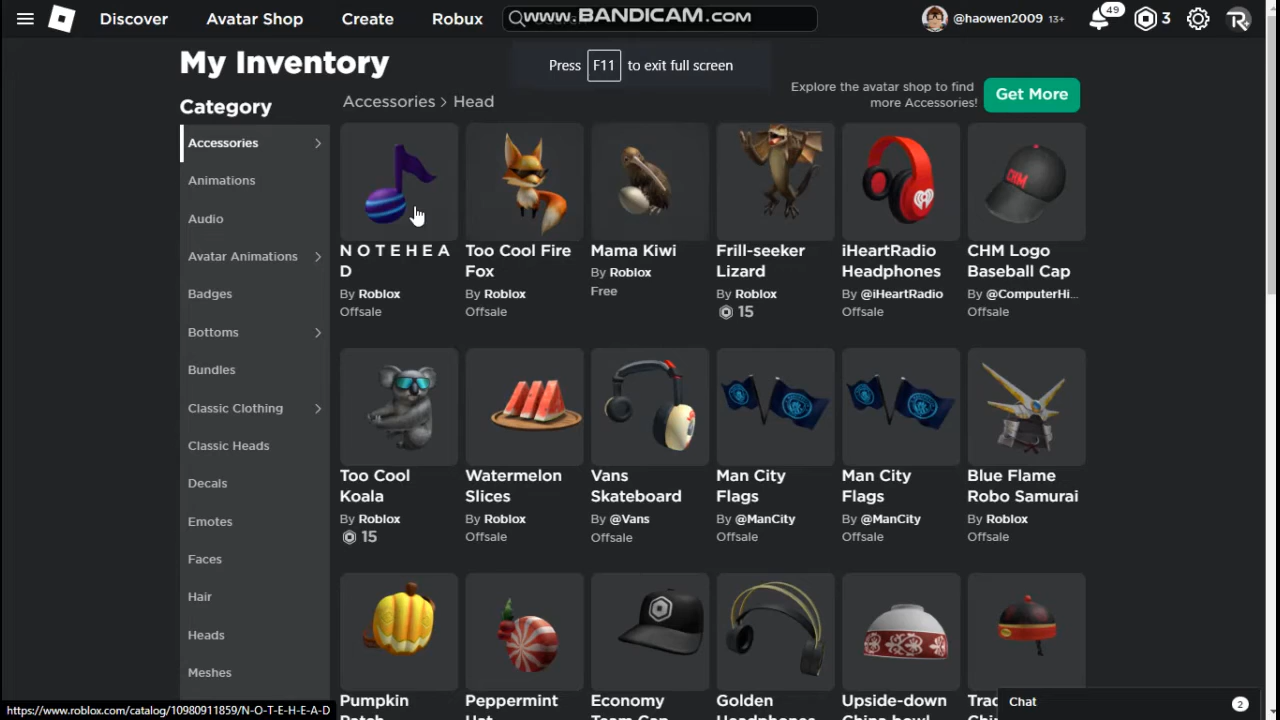 Discover
Avatar Shop
Create
Robux
WWW.BANDICAM.COM
@haowen2009 13+
49
3
My Inventory
Press F11 to exit full screen
Explore the avatar shop to find
more Accessories!
Get More
Category
Accessories > Head
Accessories
Animations
Audio
Avatar Animations
Badges
Bottoms
Bundles
Classic Clothing
Classic Heads
Decals
Emotes
Faces
Hair
Heads
Meshes
N O T E H E A
D
By Roblox
Offsale
Too Cool Fire
Fox
By Roblox
Offsale
Mama Kiwi
By Roblox
Free
Frill-seeker
Lizard
By Roblox
15
iHeartRadio
Headphones
By @iHeartRadio
Offsale
CHM
CHM Logo
Baseball Cap
By @ComputerHi...
Offsale
Too Cool
Koala
By Roblox
15
Watermelon
Slices
By Roblox
Offsale
Vans
Skateboard
By @Vans
Offsale
Man City
Flags
By @ManCity
Offsale
Man City
Flags
By @ManCity
Offsale
Blue Flame
Robo Samurai
By Roblox
Offsale
Pumpkin
Peppermint
Economy
Golden
Upside-down
Chat
2
https://www.roblox.com/catalog/10980911859/N-O-T-E-H-E-A-D